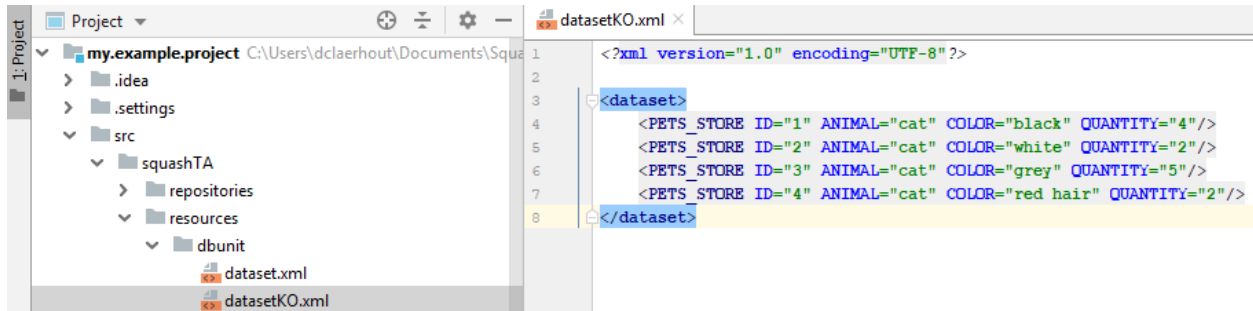 1: Project
Project
my.example.project C:\Users\dclaerhout\Documents\Squa
.idea
.settings
src
squashTA
repositories
resources
dbunit
dataset.xml
datasetKO.xml
datasetKO.xml
1 <?xml version="1.0" encoding="UTF-8"?>
2
3 <dataset>
4 <PETS_STORE ID="1" ANIMAL="cat" COLOR="black" QUANTITY="4"/>
5 <PETS_STORE ID="2" ANIMAL="cat" COLOR="white" QUANTITY="2"/>
6 <PETS_STORE ID="3" ANIMAL="cat" COLOR="grey" QUANTITY="5"/>
7 <PETS_STORE ID="4" ANIMAL="cat" COLOR="red hair" QUANTITY="2"/>
8 </dataset>